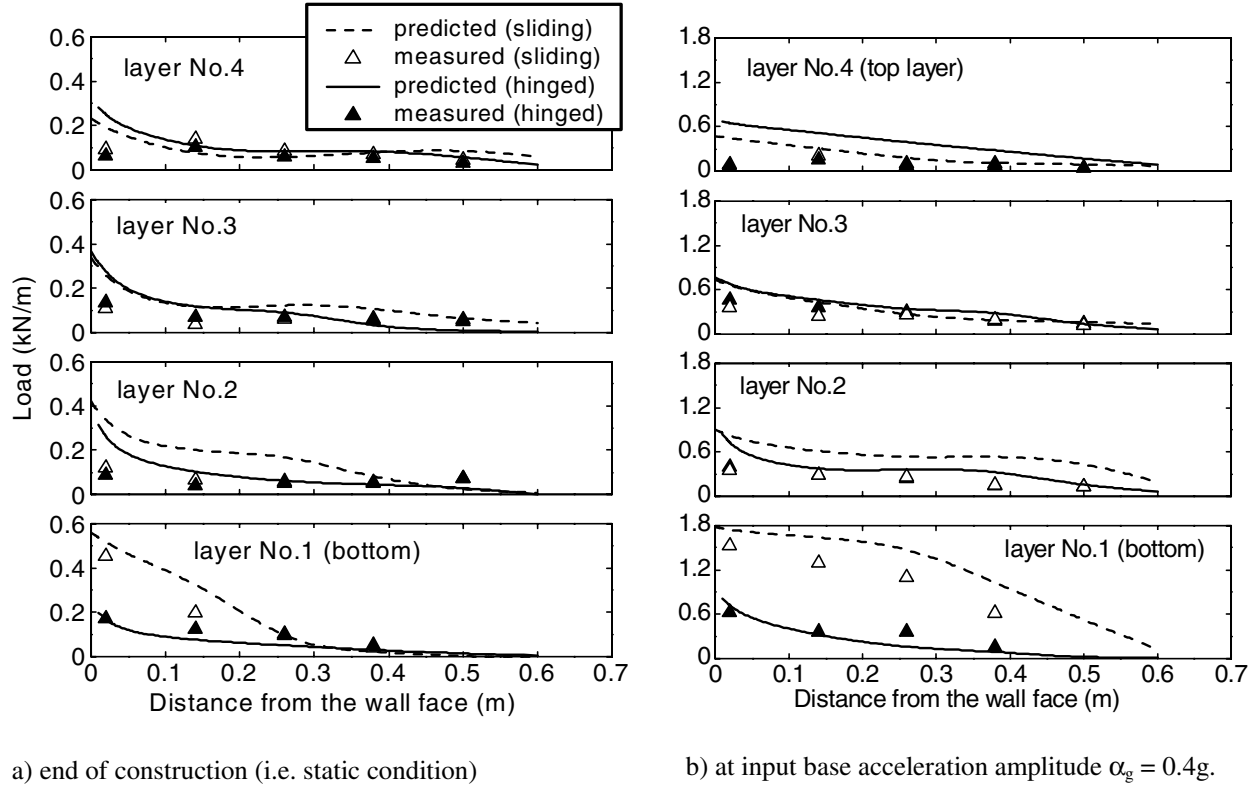 predicted (sliding)
measured (sliding)
predicted (hinged)
measured (hinged)
Load (kN/m)
0.6
0.4
0.2
0
layer No.4
0.6
0.4
0.2
0
layer No.3
0.6
0.4
0.2
0
layer No.2
0.6
0.4
0.2
0
layer No.1 (bottom)
0 0.1 0.2 0.3 0.4 0.5 0.6 0.7
Distance from the wall face (m)
a) end of construction (i.e. static condition)
1.8
1.2
0.6
0
layer No.4 (top layer)
1.8
1.2
0.6
0
layer No.3
1.8
1.2
0.6
0
layer No.2
1.8
1.2
0.6
0
layer No.1 (bottom)
0 0.1 0.2 0.3 0.4 0.5 0.6 0.7
Distance from the wall face (m)
b) at input base acceleration amplitude αg = 0.4g.